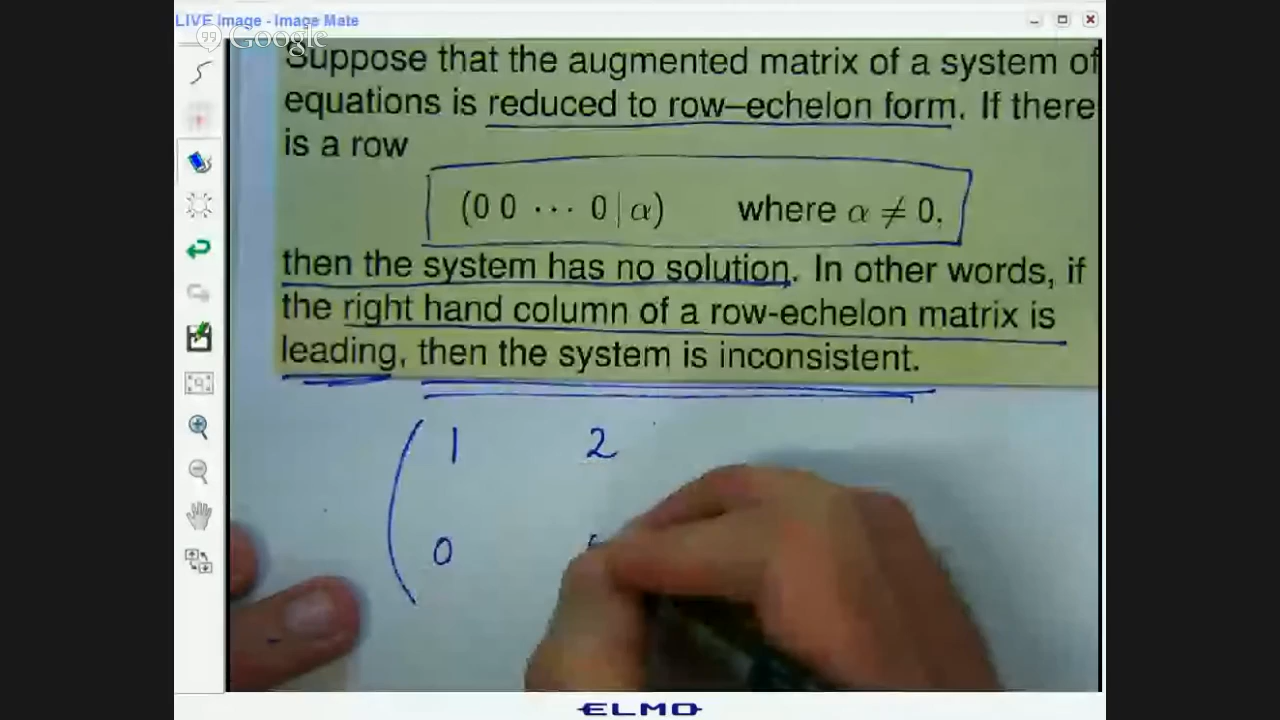 LIVE Image - Image Mate
Google
Suppose that the augmented matrix of a system of
equations is reduced to row–echelon form. If there
is a row
(0 0 ⋯ 0 | α) where α ≠ 0,
then the system has no solution. In other words, if
the right hand column of a row-echelon matrix is
leading, then the system is inconsistent.
1 2
0
ELMO